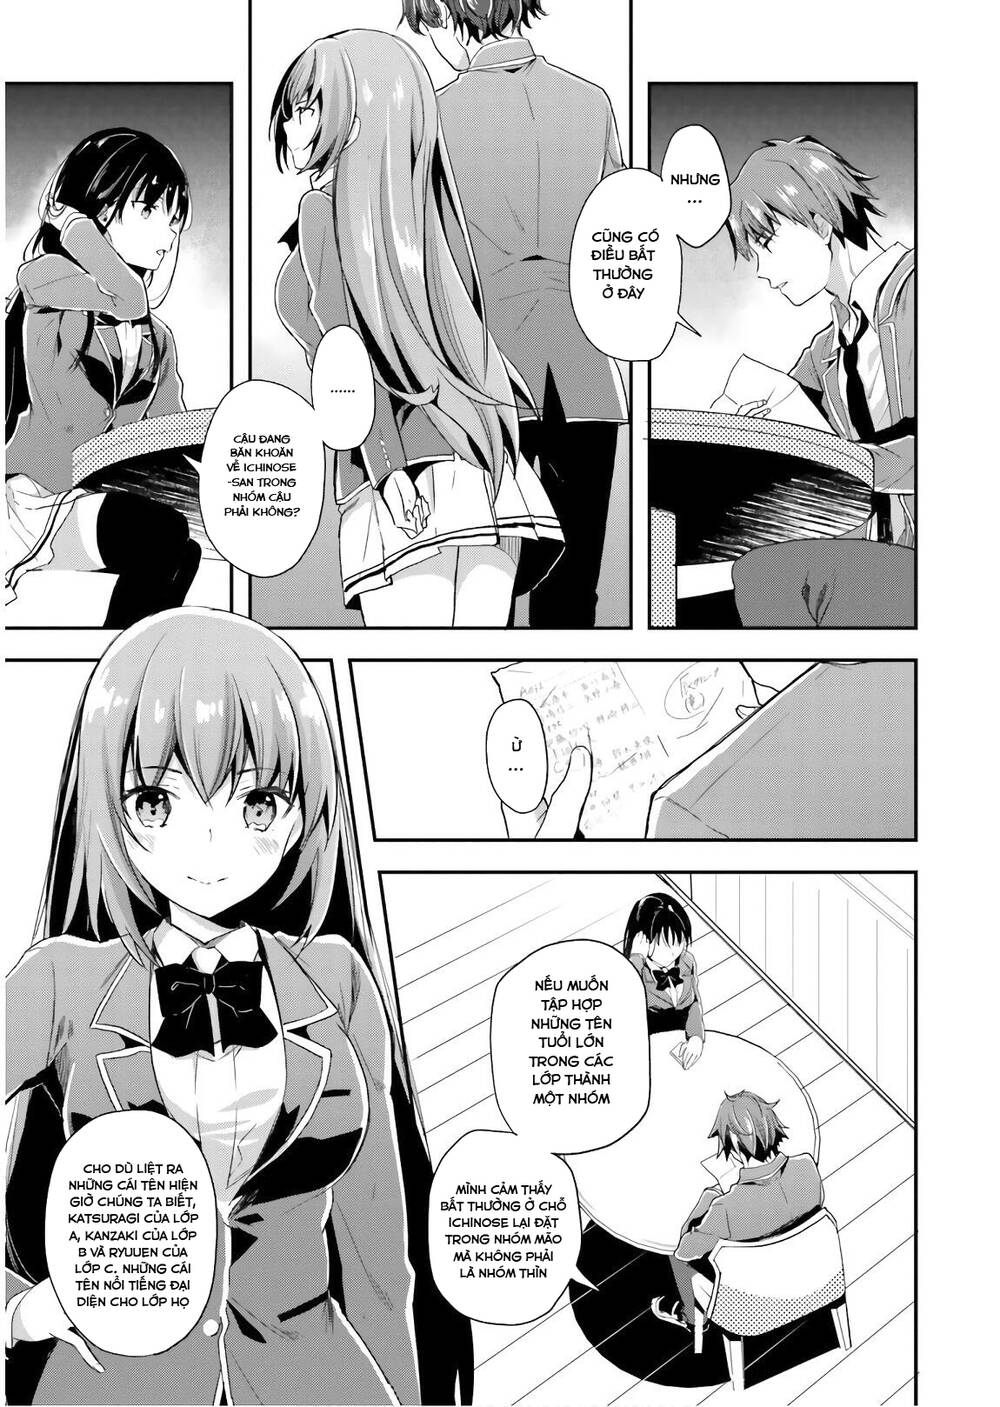 NHƯNG
...
CŨNG CÓ
ĐIỀU BẤT
THƯỜNG
Ở ĐÂY
......
CẬU ĐANG
BĂN KHOĂN
VỀ ICHINOSE
-SAN TRONG
NHÓM CẬU
PHẢI KHÔNG?
Ừ
...
NẾU MUỐN
TẬP HỢP
NHỮNG TÊN
TUỔI LỚN
TRONG CÁC
LỚP THÀNH
MỘT NHÓM
MÌNH CẢM THẤY
BẤT THƯỜNG Ở CHỖ
ICHINOSE LẠI ĐẶT
TRONG NHÓM MÃO
MÀ KHÔNG PHẢI
LÀ NHÓM THÌN
CHO DÙ LIỆT RA
NHỮNG CÁI TÊN HIỆN
GIỜ CHÚNG TA BIẾT,
KATSURAGI CỦA LỚP
A, KANZAKI CỦA LỚP
B VÀ RYUUEN CỦA
LỚP C. NHỮNG CÁI
TÊN NỔI TIẾNG ĐẠI
DIỆN CHO LỚP HỌ